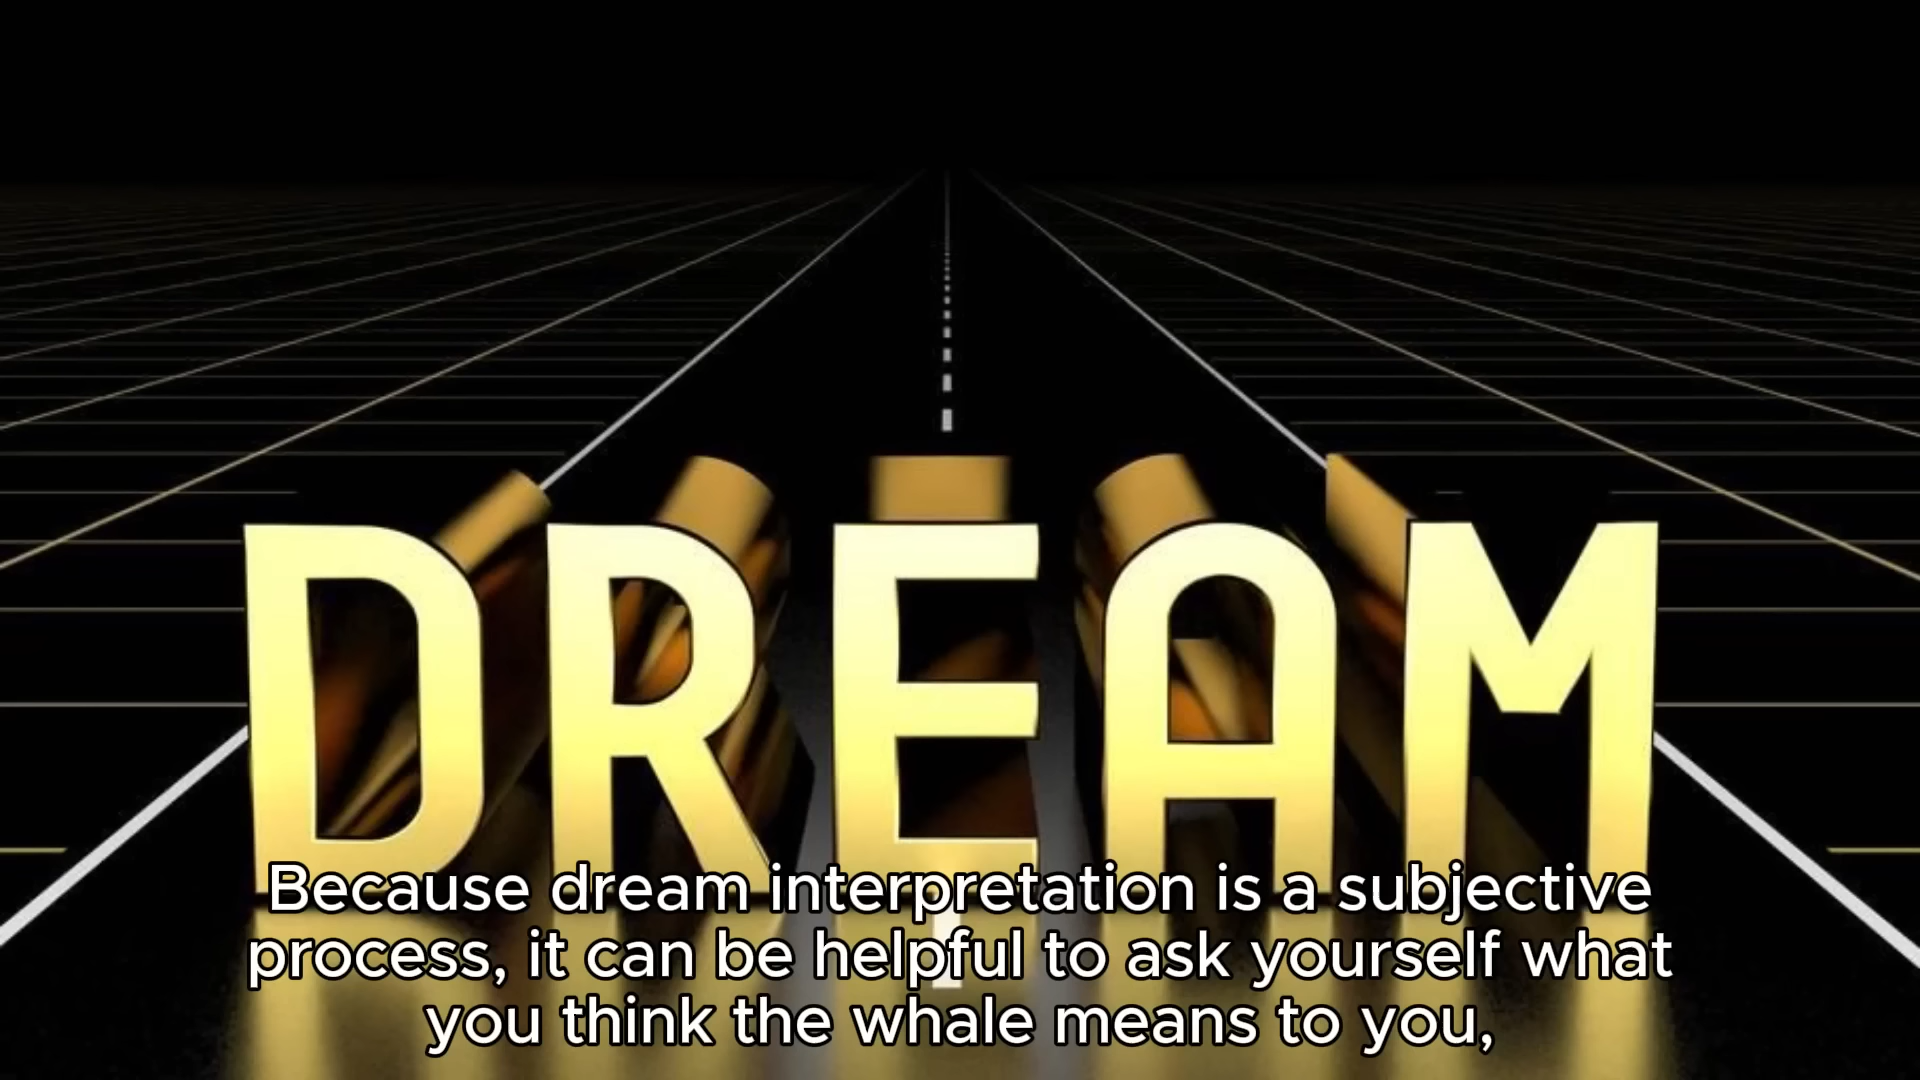 DREAM
Because dream interpretation is a subjective
process, it can be helpful to ask yourself what
you think the whale means to you,